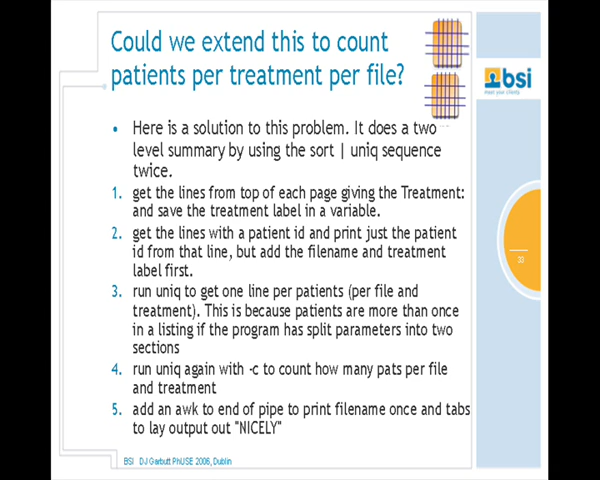 Could we extend this to count
patients per treatment per file?
bsi
• Here is a solution to this problem. It does a two
level summary by using the sort | uniq sequence
twice.
1. get the lines from top of each page giving the Treatment:
and save the treatment label in a variable.
2. get the lines with a patient id and print just the patient
id from that line, but add the filename and treatment
label first.
33
3. run uniq to get one line per patients (per file and
treatment). This is because patients are more than once
in a listing if the program has split parameters into two
sections
4. run uniq again with -c to count how many pats per file
and treatment
5. add an awk to end of pipe to print filename once and tabs
to lay output out "NICELY"
BSI DJ Garbutt PhUSE 2006, Dublin